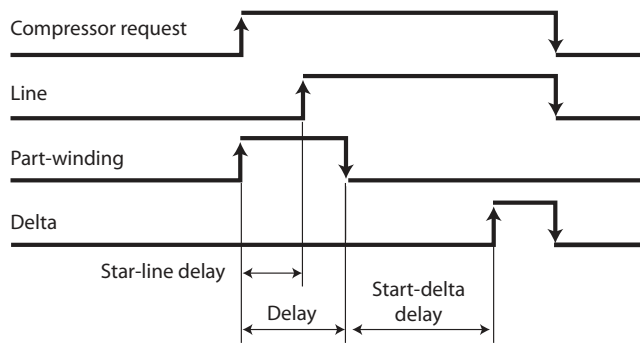 Compressor request
Line
Part-winding
Delta
Star-line delay
Delay
Start-delta
delay